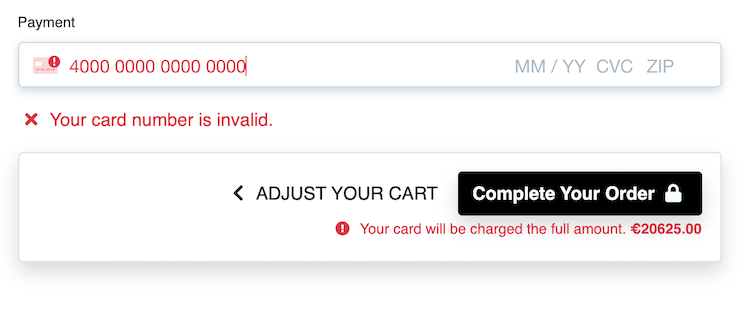 Payment
4000 0000 0000 0000 MM / YY CVC ZIP
Your card number is invalid.
ADJUST YOUR CART Complete Your Order
Your card will be charged the full amount. €20625.00